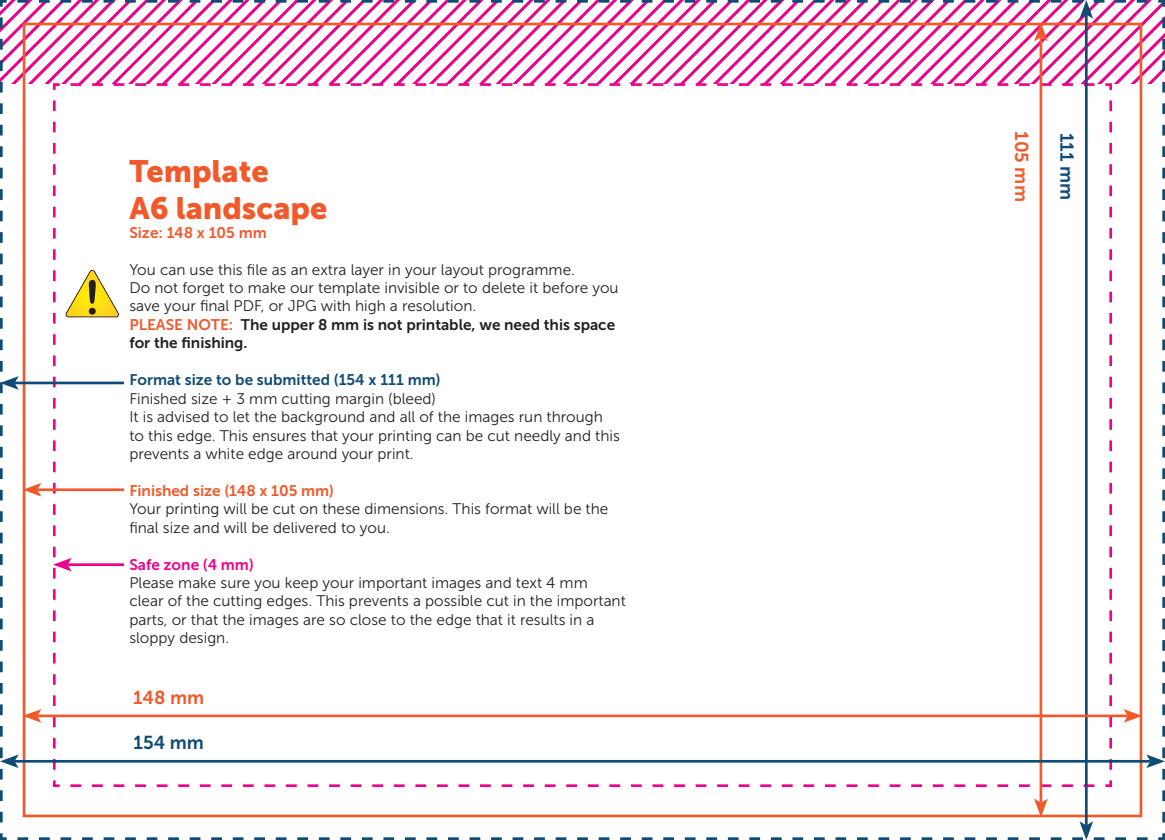 105 mm
111 mm
Template
A6 landscape
Size: 148 x 105 mm
You can use this file as an extra layer in your layout programme.
Do not forget to make our template invisible or to delete it before you
save your final PDF, or JPG with high a resolution.
PLEASE NOTE: The upper 8 mm is not printable, we need this space
for the finishing.
Format size to be submitted (154 x 111 mm)
Finished size + 3 mm cutting margin (bleed)
It is advised to let the background and all of the images run through
to this edge. This ensures that your printing can be cut needly and this
prevents a white edge around your print.
Finished size (148 x 105 mm)
Your printing will be cut on these dimensions. This format will be the
final size and will be delivered to you.
Safe zone (4 mm)
Please make sure you keep your important images and text 4 mm
clear of the cutting edges. This prevents a possible cut in the important
parts, or that the images are so close to the edge that it results in a
sloppy design.
148 mm
154 mm